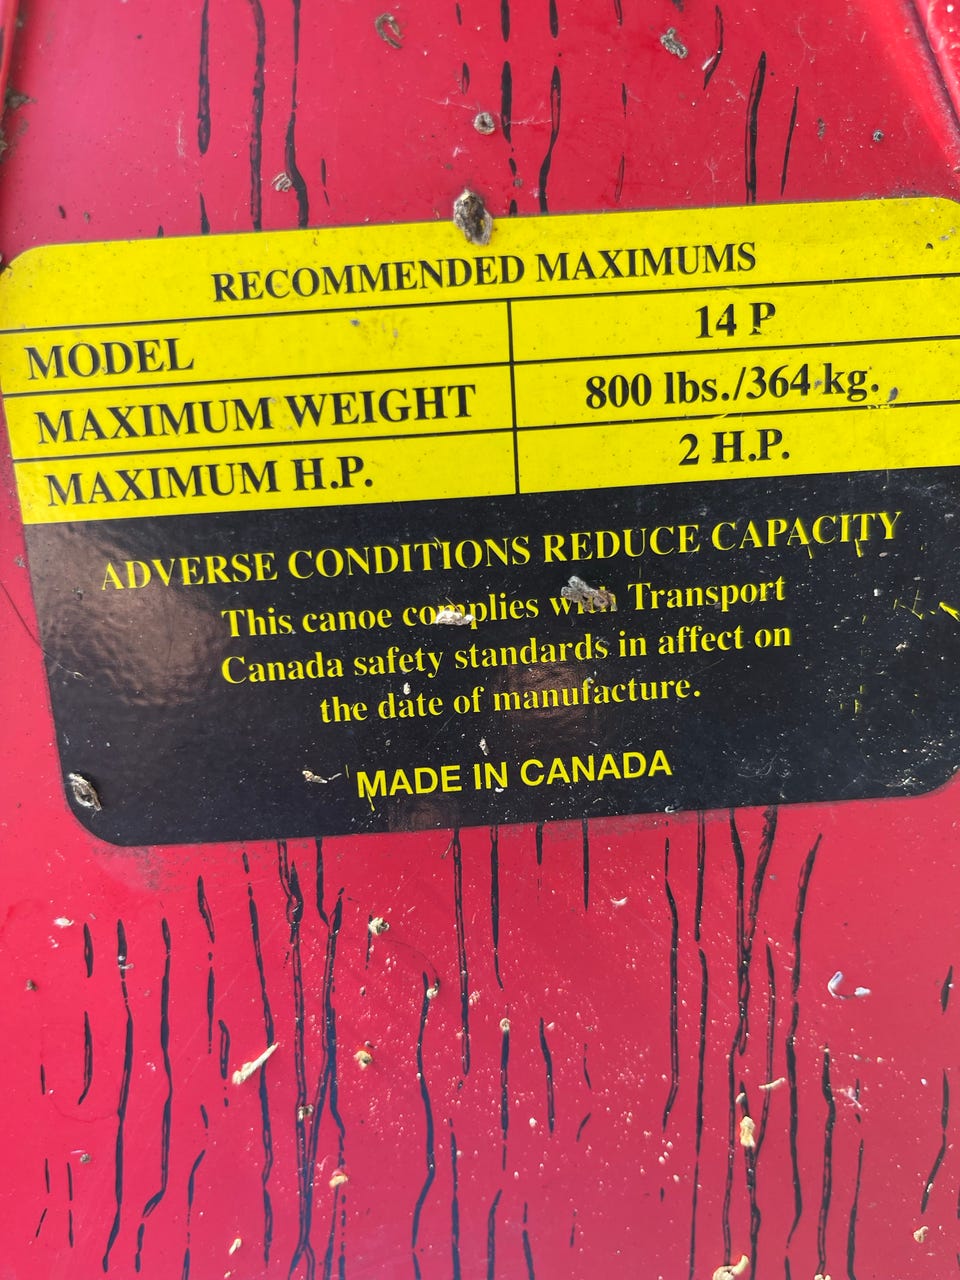 RECOMMENDED MAXIMUMS
MODEL 14 P
MAXIMUM WEIGHT 800 lbs./364 kg.
MAXIMUM H.P. 2 H.P.
ADVERSE CONDITIONS REDUCE CAPACITY
This canoe complies with Transport
Canada safety standards in affect on
the date of manufacture.
MADE IN CANADA